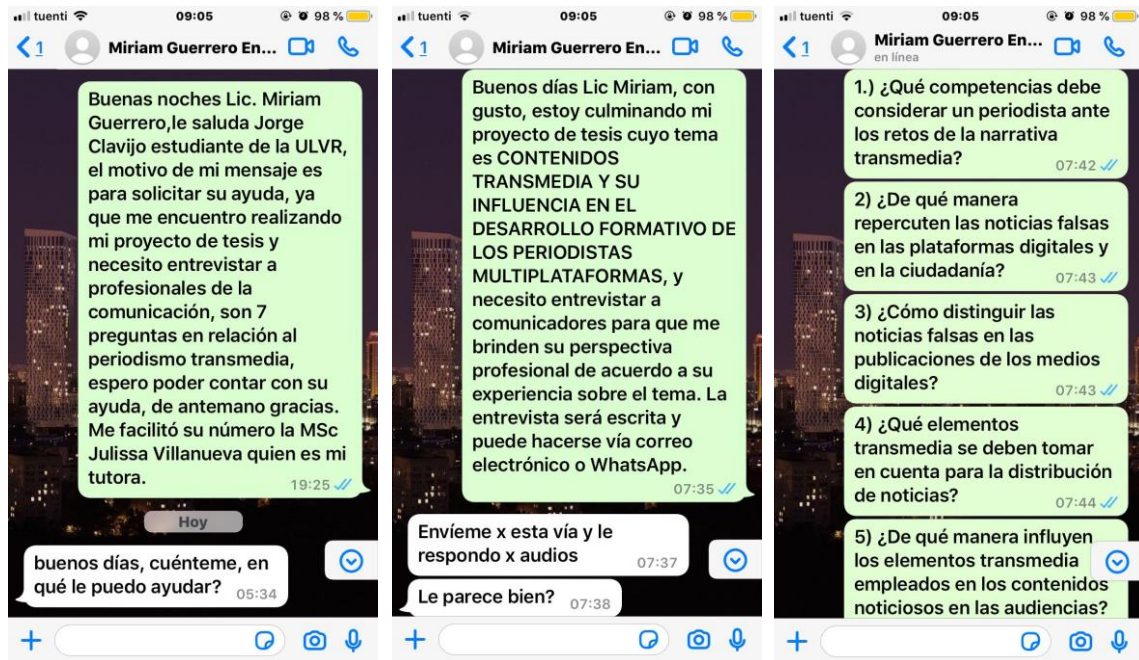 tuenti 09:05 98 %
1 Miriam Guerrero En...
Buenas noches Lic. Miriam
Guerrero,le saluda Jorge
Clavijo estudiante de la ULVR,
el motivo de mi mensaje es
para solicitar su ayuda, ya
que me encuentro realizando
mi proyecto de tesis y
necesito entrevistar a
profesionales de la
comunicación, son 7
preguntas en relación al
periodismo transmedia,
espero poder contar con su
ayuda, de antemano gracias.
Me facilitó su número la MSc
Julissa Villanueva quien es mi
tutora.
19:25
Hoy
buenos días, cuénteme, en
qué le puedo ayudar? 05:34
tuenti 09:05 98 %
1 Miriam Guerrero En...
Buenos días Lic Miriam, con
gusto, estoy culminando mi
proyecto de tesis cuyo tema
es CONTENIDOS
TRANSMEDIA Y SU
INFLUENCIA EN EL
DESARROLLO FORMATIVO DE
LOS PERIODISTAS
MULTIPLATAFORMAS, y
necesito entrevistar a
comunicadores para que me
brinden su perspectiva
profesional de acuerdo a su
experiencia sobre el tema. La
entrevista será escrita y
puede hacerse vía correo
electrónico o WhatsApp.
07:35
Envíeme x esta vía y le
respondo x audios 07:37
Le parece bien? 07:38
tuenti 09:05 98 %
1 Miriam Guerrero En...
en línea
1.) ¿Qué competencias debe
considerar un periodista ante
los retos de la narrativa
transmedia? 07:42
2) ¿De qué manera
repercuten las noticias falsas
en las plataformas digitales y
en la ciudadanía? 07:43
3) ¿Cómo distinguir las
noticias falsas en las
publicaciones de los medios
digitales? 07:43
4) ¿Qué elementos
transmedia se deben tomar
en cuenta para la distribución
de noticias? 07:44
5) ¿De qué manera influyen
los elementos transmedia
empleados en los contenidos
noticiosos en las audiencias?